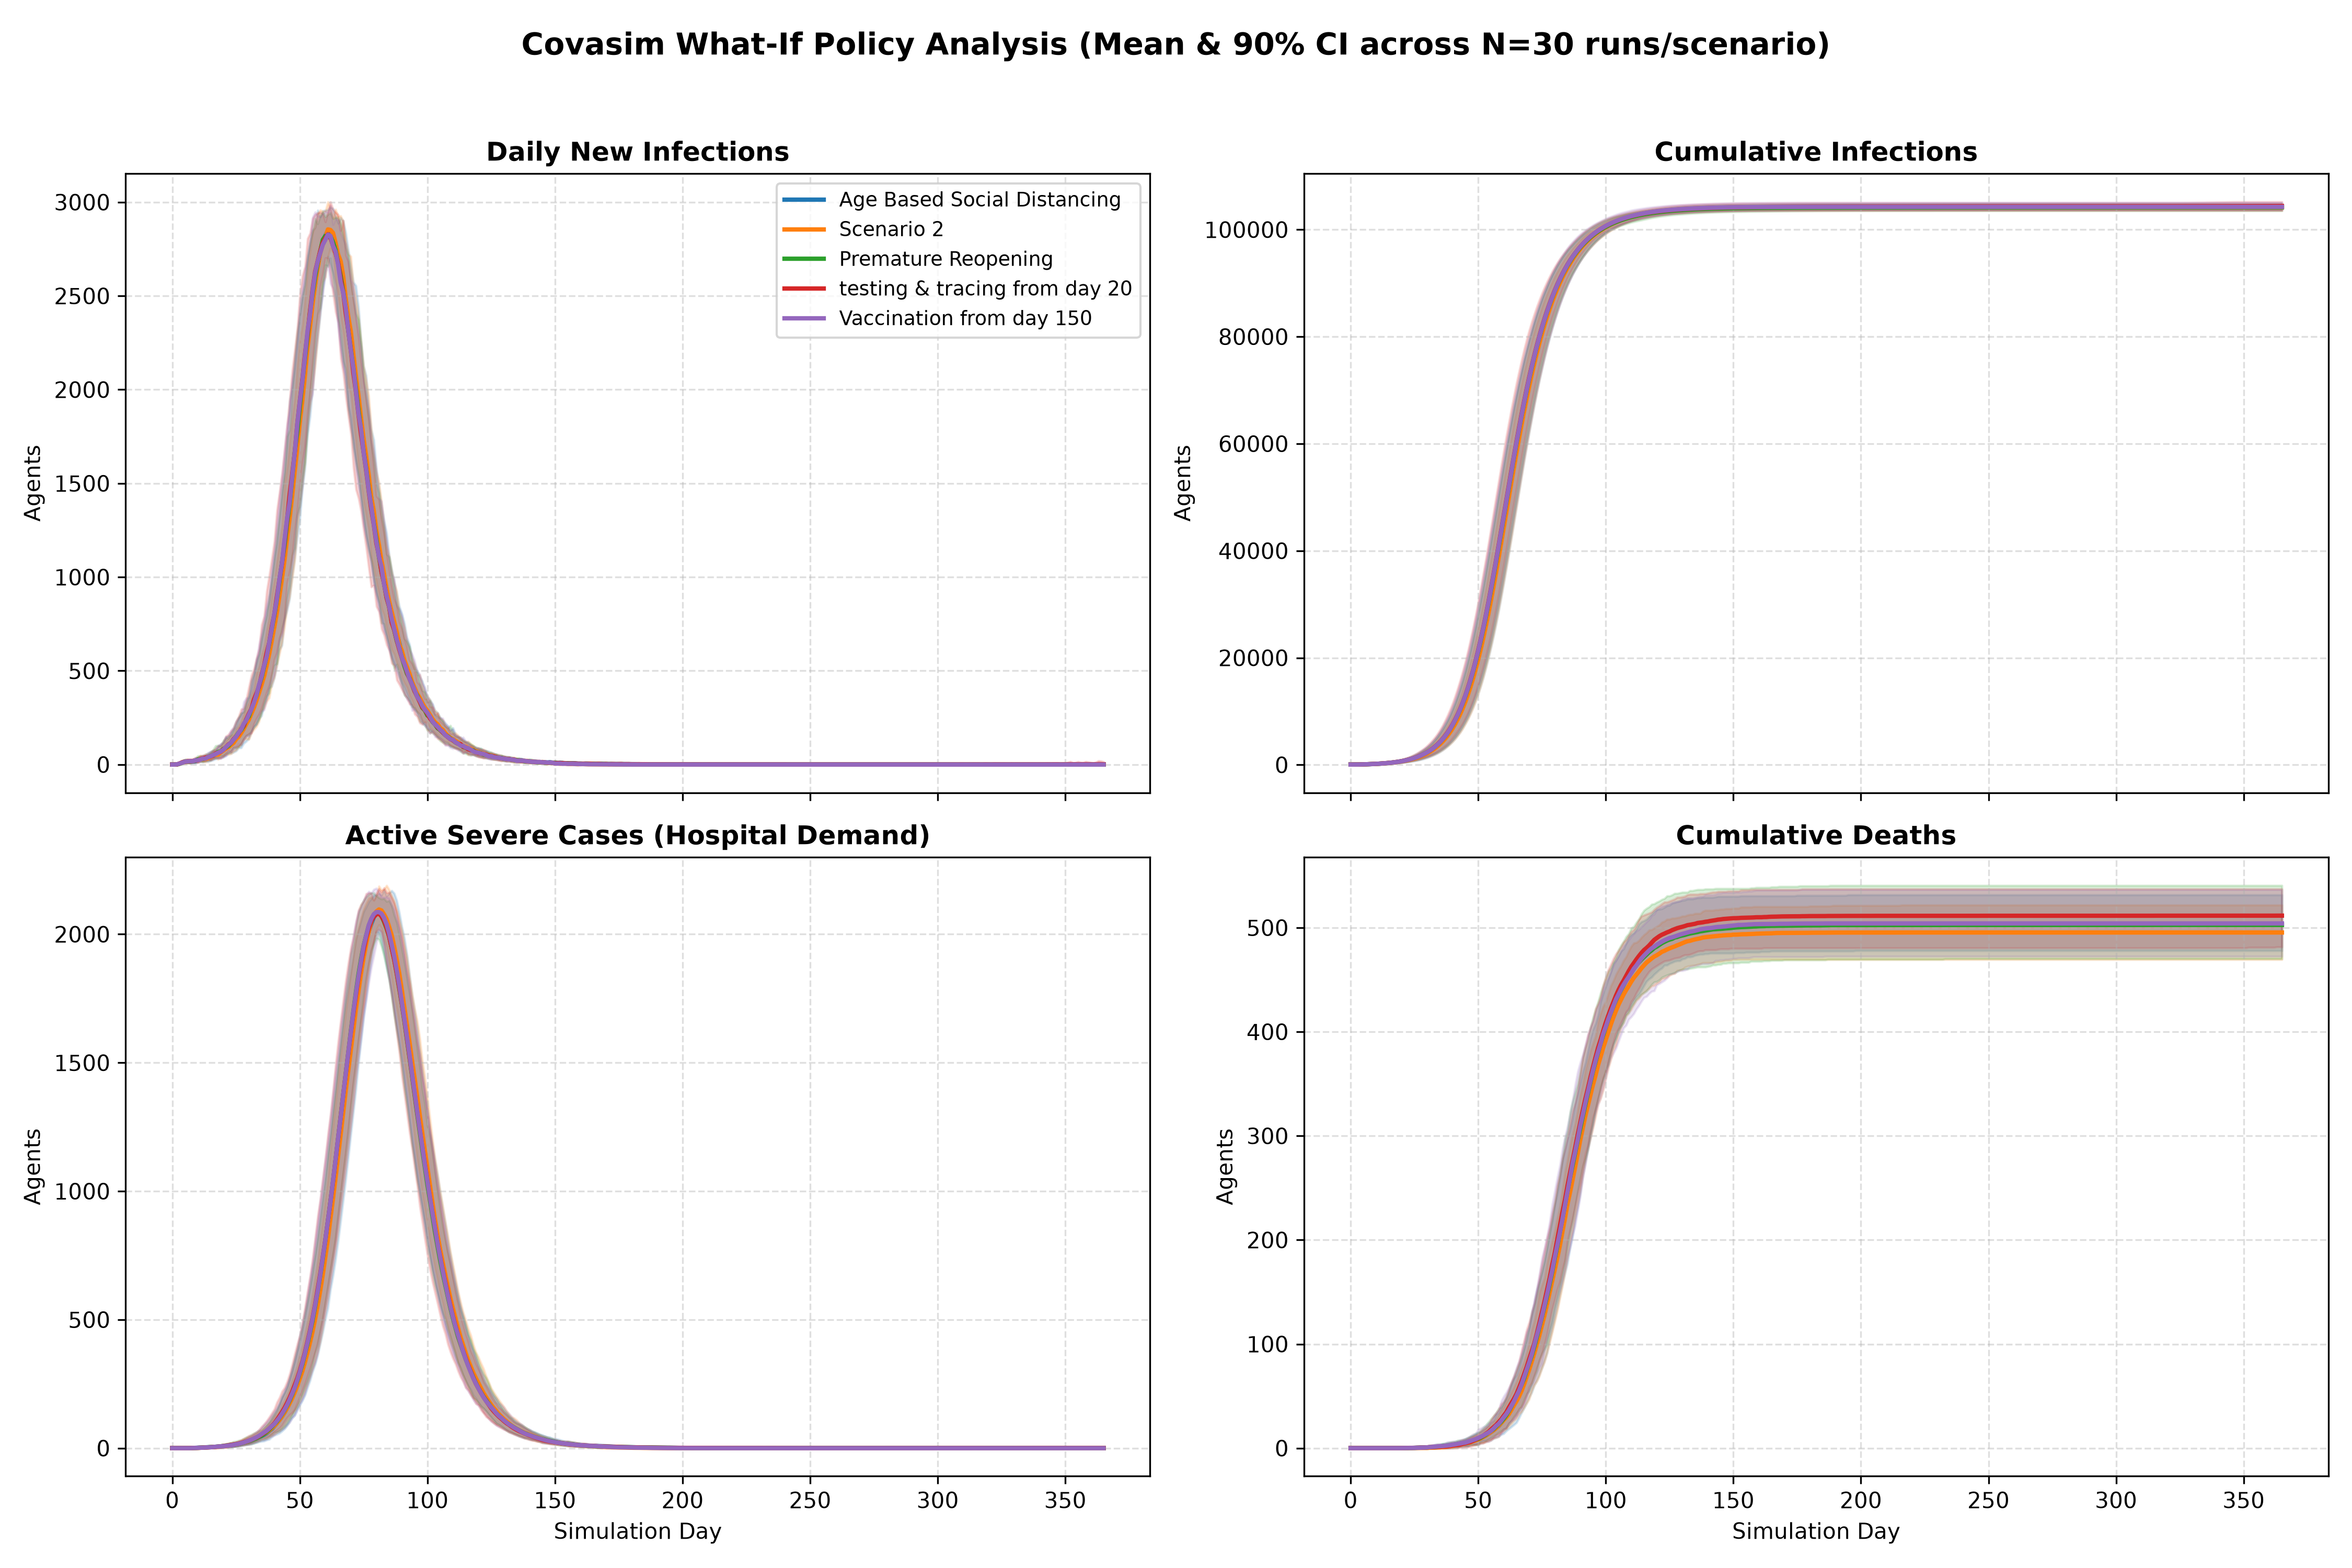 Covasim What-If Policy Analysis (Mean & 90% CI across N=30 runs/scenario)
Daily New Infections
3000
2500
2000
1500
1000
500
0
Agents
Age Based Social Distancing
Scenario 2
Premature Reopening
testing & tracing from day 20
Vaccination from day 150
Cumulative Infections
100000
80000
60000
40000
20000
0
Agents
Active Severe Cases (Hospital Demand)
2000
1500
1000
500
0
Agents
0 50 100 150 200 250 300 350
Simulation Day
Cumulative Deaths
500
400
300
200
100
0
Agents
0 50 100 150 200 250 300 350
Simulation Day